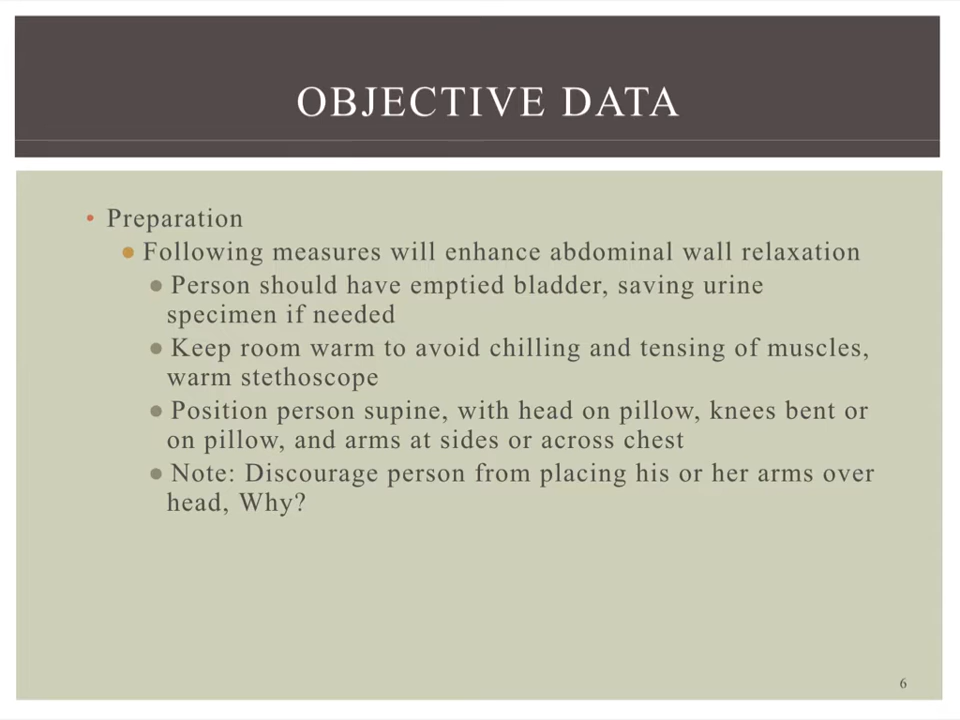 OBJECTIVE DATA
• Preparation
● Following measures will enhance abdominal wall relaxation
● Person should have emptied bladder, saving urine
specimen if needed
● Keep room warm to avoid chilling and tensing of muscles,
warm stethoscope
● Position person supine, with head on pillow, knees bent or
on pillow, and arms at sides or across chest
● Note: Discourage person from placing his or her arms over
head, Why?
6